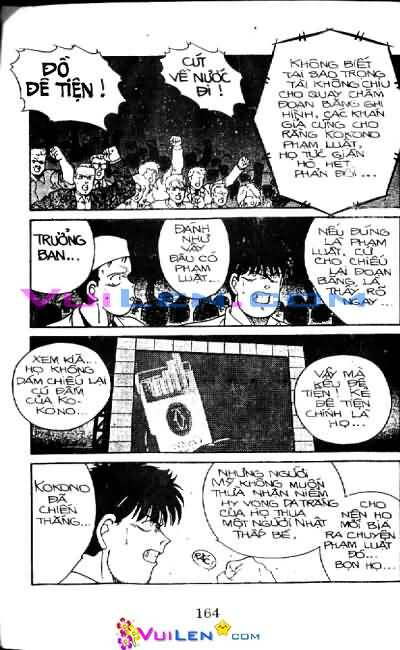 ĐỒ
ĐÊ TIỆN !
CÚT
VỀ NƯỚC
ĐI !
KHÔNG BIẾT
TẠI SAO TRỌNG
TÀI KHÔNG CHỊU
CHO QUAY CHẬM
ĐOẠN BĂNG GHI
HÌNH, CÁC KHÁN
GIẢ CŨNG CHO
RẰNG KOKONO
PHẠM LUẬT,
HỌ TỨC GIẬN
HÔ HÉT
PHẢN ĐỐI...
TRƯỞNG
BAN...
ĐÁNH
NHƯ
VẬY
ĐÂU CÓ
PHẠM
LUẬT...
NẾU ĐÚNG
LÀ PHẠM
LUẬT, CỨ
CHO CHIẾU
LẠI ĐOẠN
BĂNG, LÀ
THẤY RÕ
NGAY...
VuiLen.com
XEM KÌA...
HỌ KHÔNG
DÁM CHIẾU LẠI
CÚ ĐẤM
CỦA KO-
KONO...
VẬY MÀ
KÊU ĐÊ
TIỆN ! KẺ
ĐÊ TIỆN
CHÍNH LÀ
HỌ...
KOKONO
ĐÃ
CHIẾN
THẮNG...
NHƯNG NGƯỜI
MỸ KHÔNG MUỐN
THỪA NHẬN NIỀM
HY VỌNG DA TRẮNG
CỦA HỌ THUA
MỘT NGƯỜI NHẬT
THẤP BÉ.
CHO
NÊN HỌ
MỚI BỊA
RA CHUYỆN
PHẠM LUẬT
ĐÓ...
BỌN HỌ...
164
VuiLen.com